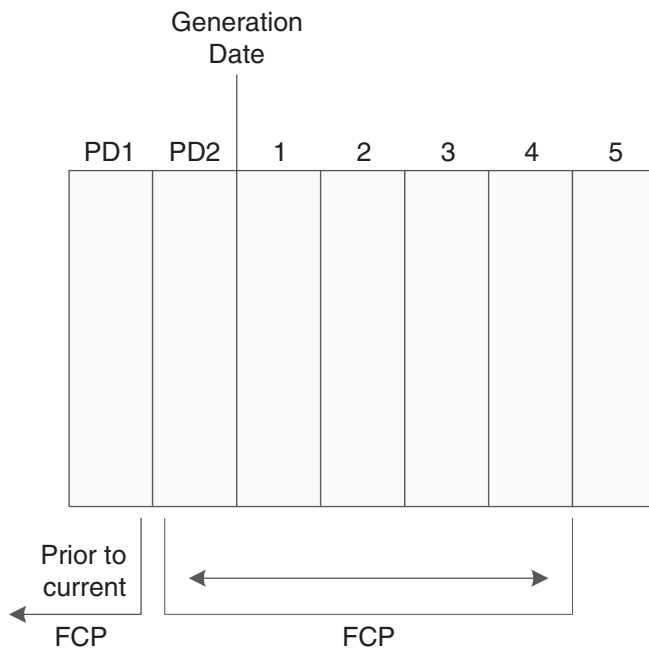 Generation
Date
PD1 PD2 1 2 3 4 5
Prior to
current
FCP FCP